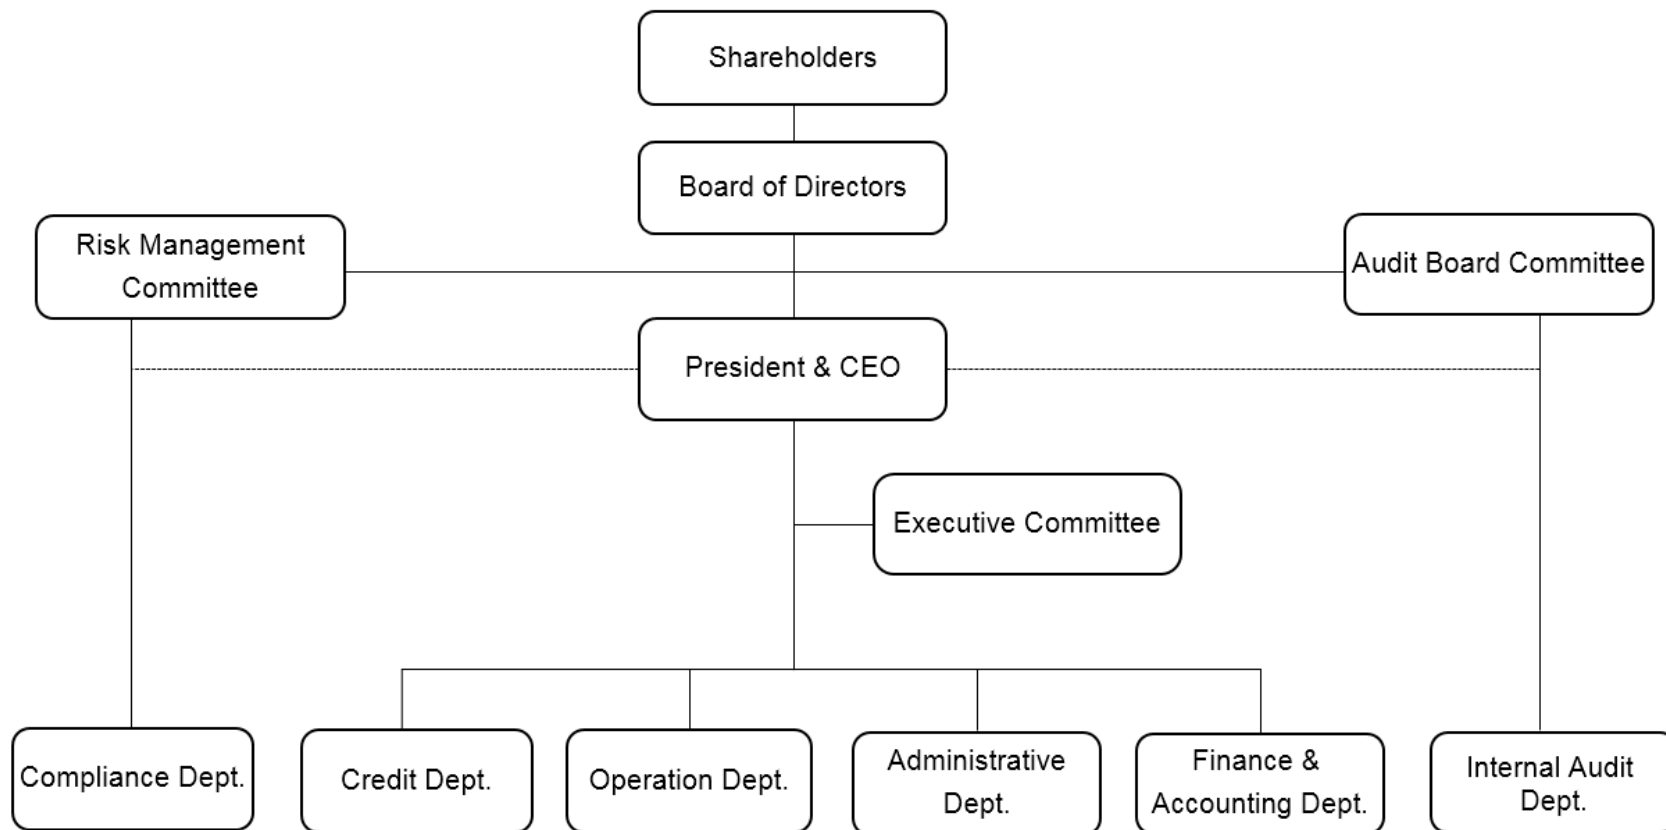 Shareholders
Board of Directors
Risk Management
Committee
Audit Board Committee
President & CEO
Executive Committee
Compliance Dept.
Credit Dept.
Operation Dept.
Administrative
Dept.
Finance &
Accounting Dept.
Internal Audit
Dept.